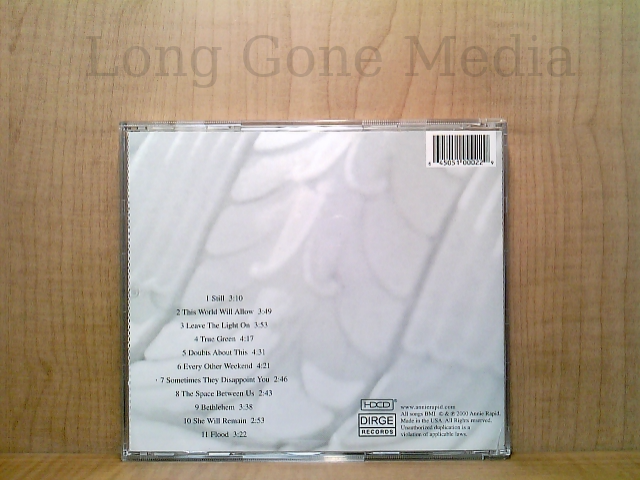 Long Gone Media
6 45051 00022 9
1 Still 3:10
2 This World Will Allow 3:49
3 Leave The Light On 3:53
4 True Green 4:17
5 Doubts About This 4:31
6 Every Other Weekend 4:21
7 Sometimes They Disappoint You 2:46
8 The Space Between Us 2:43
9 Bethlehem 3:38
10 She Will Remain 2:53
11 Flood 3:22
HDCD®
DIRGE
RECORDS
www.annierapid.com
All songs BMI. © & ℗ 2000 Annie Rapid.
Made in the USA. All Rights reserved.
Unauthorized duplication is a
violation of applicable laws.